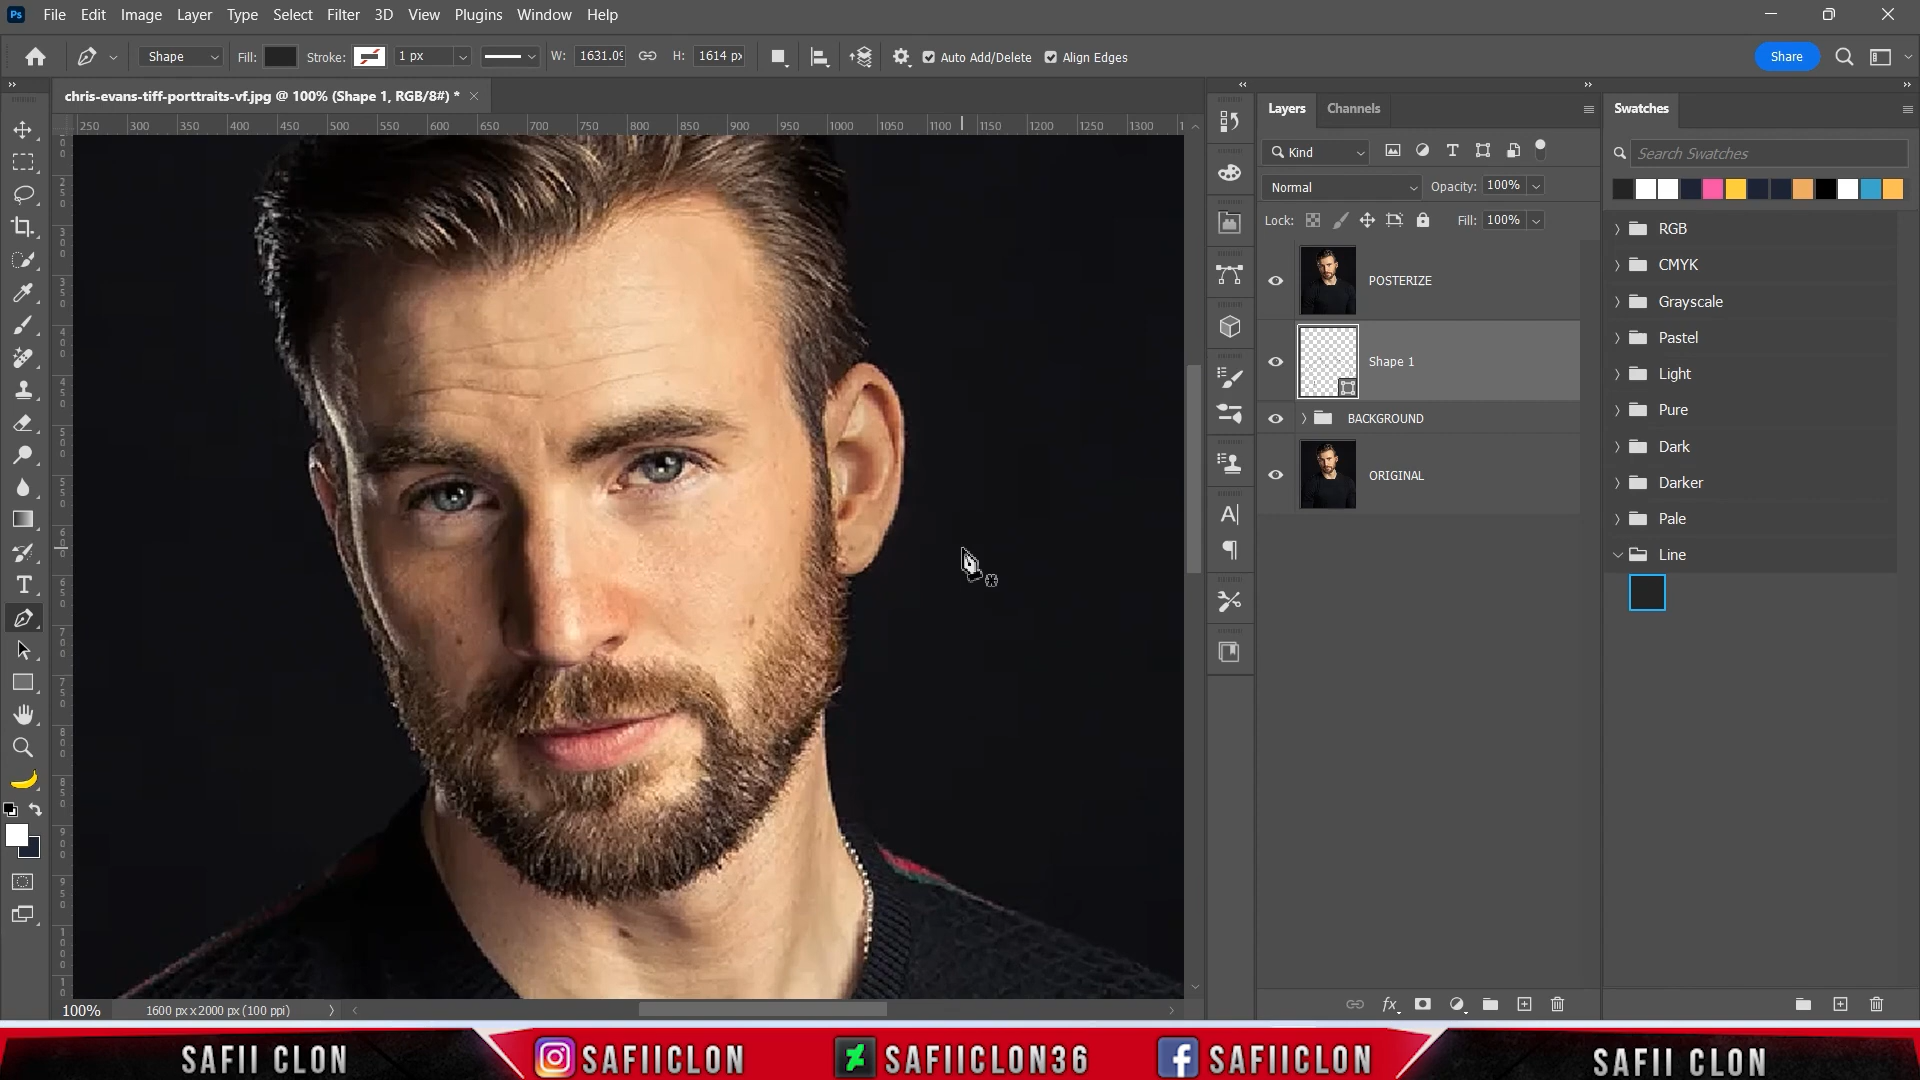 Ps File Edit Image Layer Type Select Filter 3D View Plugins Window Help
Shape Fill: Stroke: 1 px W: 1631.09 H: 1614 px Auto Add/Delete Align Edges Share
chris-evans-tiff-porttraits-vf.jpg @ 100% (Shape 1, RGB/8#) *
250 300 350 400 450 500 550 600 650 700 750 800 850 900 950 1000 1050 1100 1150 1200 1250 1300
Layers Channels
Kind
Normal Opacity: 100%
Lock: Fill: 100%
POSTERIZE
Shape 1
BACKGROUND
ORIGINAL
Swatches
Search Swatches
RGB
CMYK
Grayscale
Pastel
Light
Pure
Dark
Darker
Pale
Line
100% 1600 px x 2000 px (100 ppi)
SAFII CLON SAFIICLON SAFIICLON36 SAFIICLON SAFII CLON